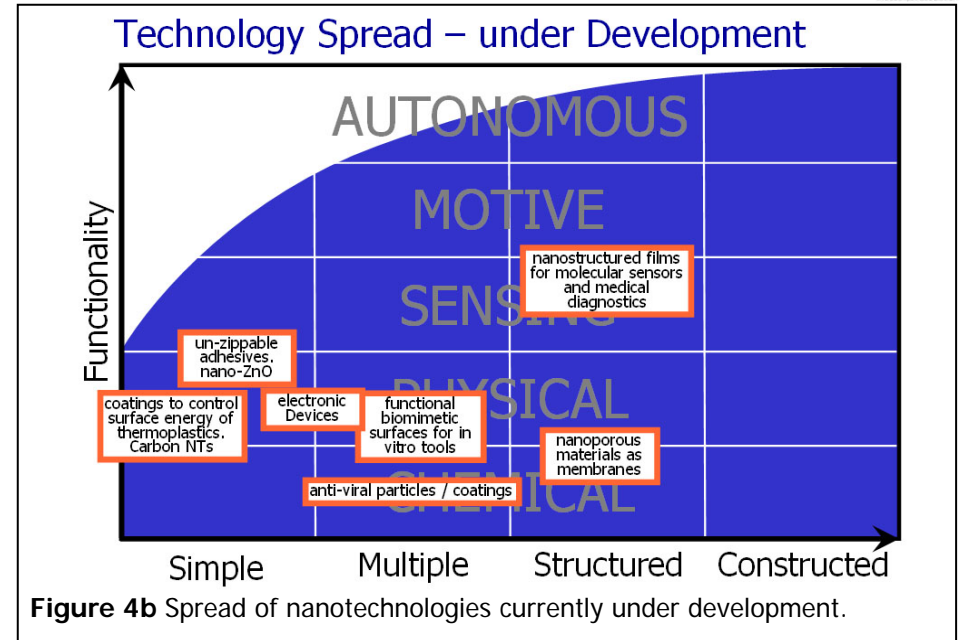 Technology Spread – under Development
AUTONOMOUS
MOTIVE
nanostructured films
for molecular sensors
and medical
diagnostics
SENSING
Functionality
un-zippable
adhesives.
nano-ZnO
PHYSICAL
coatings to control
surface energy of
thermoplastics.
Carbon NTs
electronic
Devices
functional
biomimetic
surfaces for in
vitro tools
nanoporous
materials as
membranes
anti-viral particles / coatings
CHEMICAL
Simple
Multiple
Structured
Constructed
Figure 4b Spread of nanotechnologies currently under development.